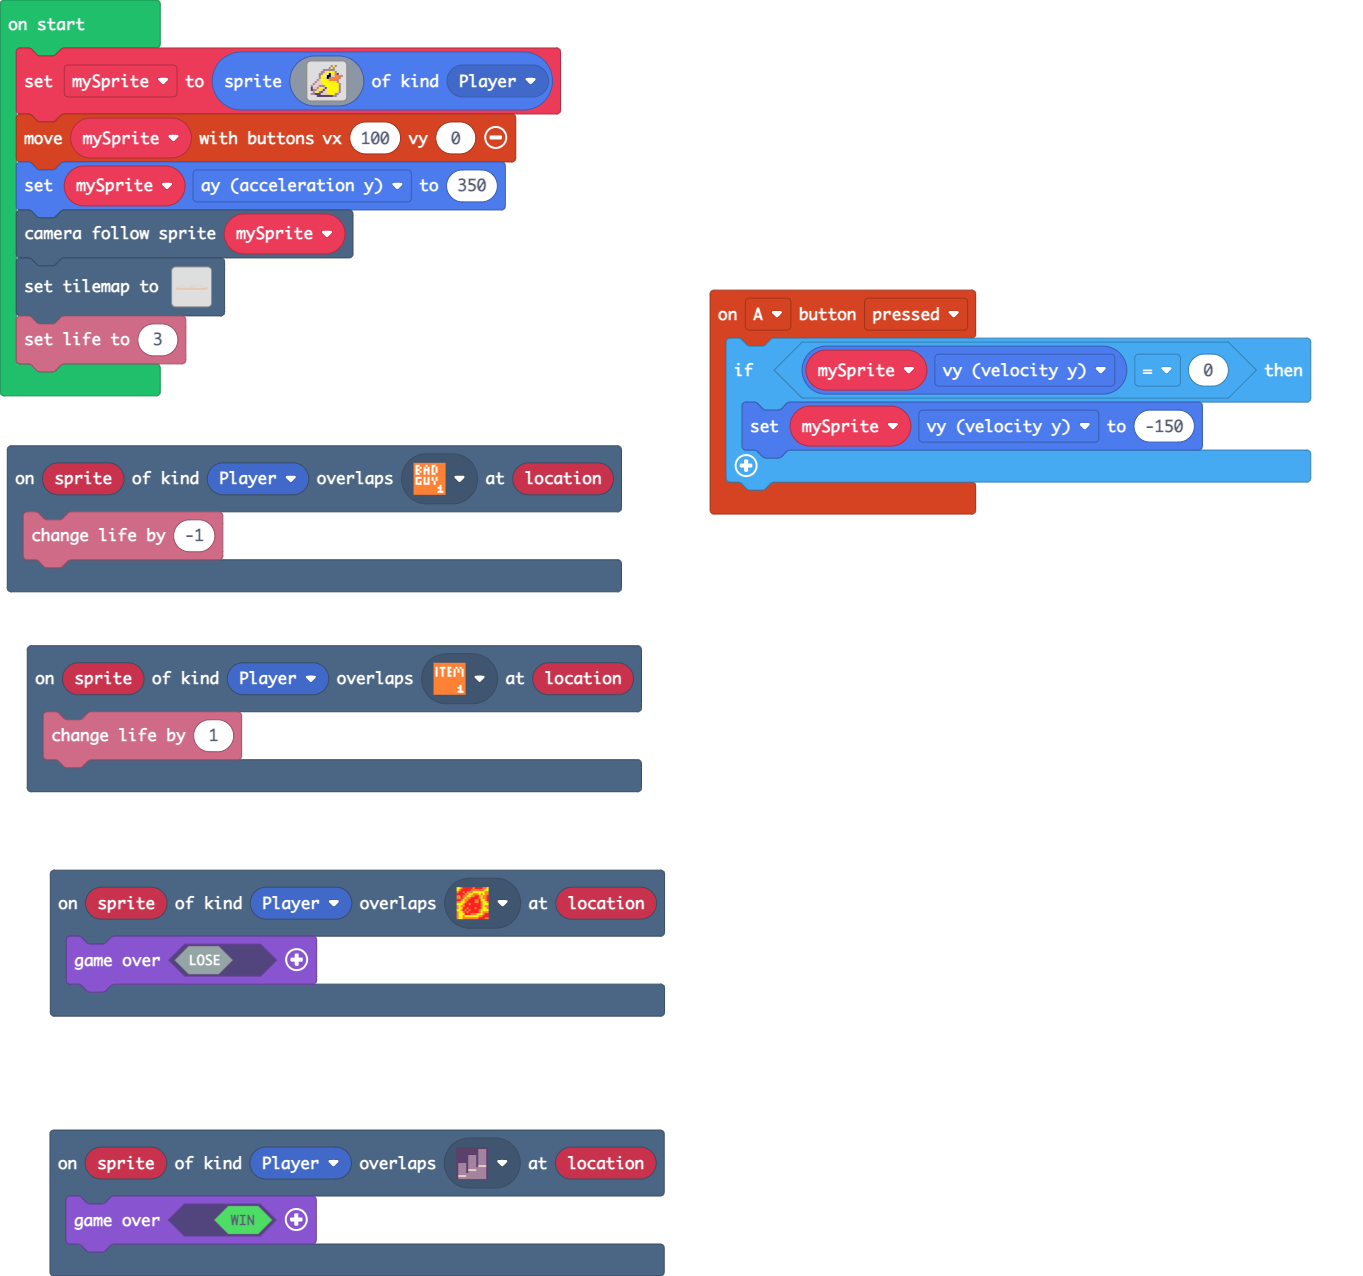 on start
set mySprite to sprite of kind Player
move mySprite with buttons vx 100 vy 0
set mySprite ay (acceleration y) to 350
camera follow sprite mySprite
set tilemap to
set life to 3
on A button pressed
if mySprite vy (velocity y) = 0 then
set mySprite vy (velocity y) to -150
on sprite of kind Player overlaps BAD GUY 1 at location
change life by -1
on sprite of kind Player overlaps ITEM 1 at location
change life by 1
on sprite of kind Player overlaps at location
game over LOSE
on sprite of kind Player overlaps at location
game over WIN